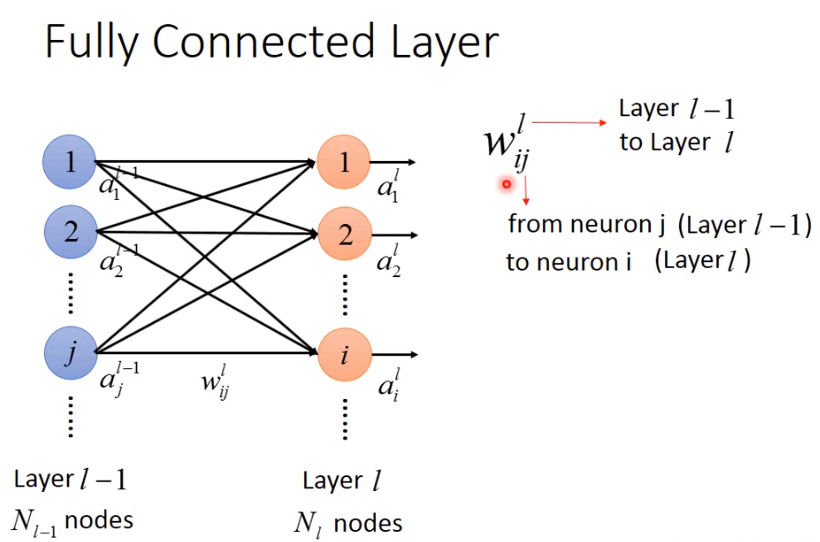 Fully Connected Layer
1
2
j
a_1^{l-1}
a_2^{l-1}
a_j^{l-1}
w_{ij}^l
1
2
i
a_1^l
a_2^l
a_i^l
Layer l−1
N_{l−1} nodes
Layer l
N_l nodes
w_{ij}^l
Layer l−1
to Layer l
from neuron j (Layer l−1)
to neuron i (Layer l)